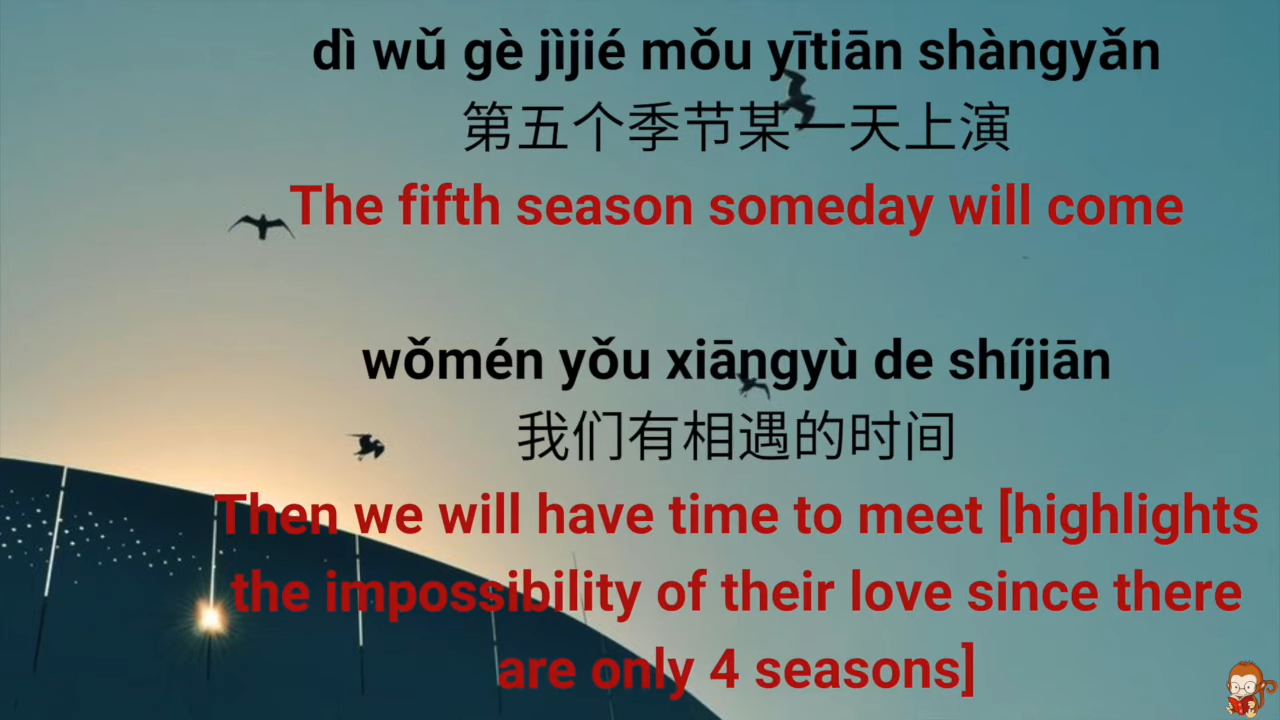 dì wǔ gè jìjié mǒu yītiān shàngyǎn
第五个季节某一天上演
The fifth season someday will come
wǒmén yǒu xiāngyù de shíjiān
我们有相遇的时间
Then we will have time to meet [highlights
the impossibility of their love since there
are only 4 seasons]